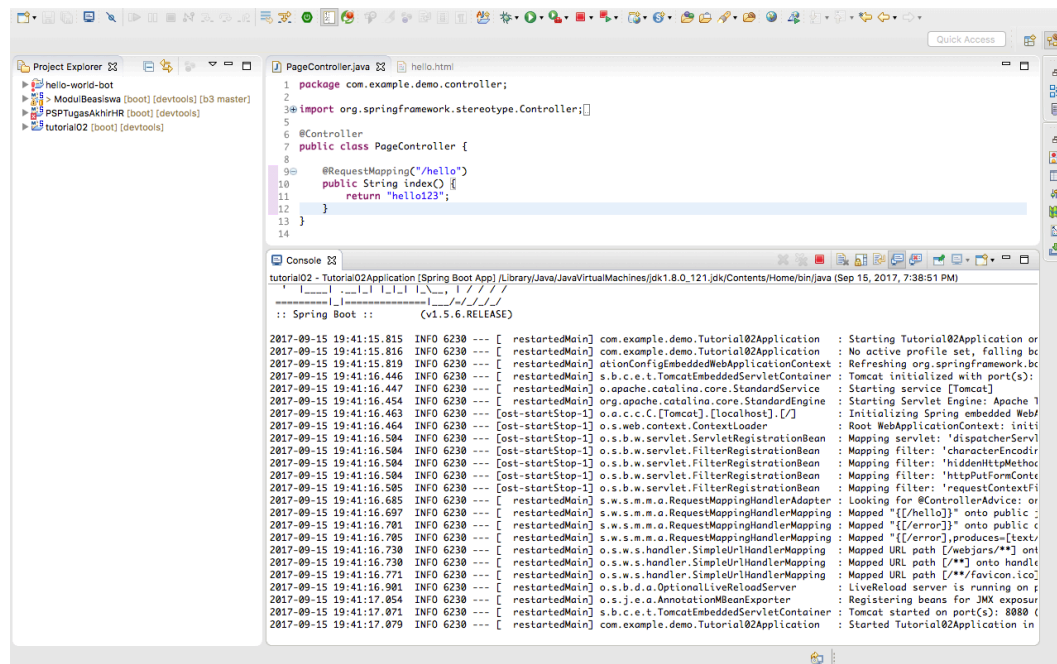 Quick Access
Project Explorer
hello-world-bot
> ModulBeasiswa [boot] [devtools] [b3 master]
PSPTugasAkhirHR [boot] [devtools]
tutorial02 [boot] [devtools]
PageController.java hello.html
1 package com.example.demo.controller;
2
3 import org.springframework.stereotype.Controller;
5
6 @Controller
7 public class PageController {
8
9 @RequestMapping("/hello")
10 public String index() {
11 return "hello123";
12 }
13 }
14
Console
tutorial02 - Tutorial02Application [Spring Boot App] /Library/Java/JavaVirtualMachines/jdk1.8.0_121.jdk/Contents/Home/bin/java (Sep 15, 2017, 7:38:51 PM)
'  |____| .__|_| |_|_| |_\__, | / / / /
=========|_|==============|___/=/_/_/_/
:: Spring Boot :: (v1.5.6.RELEASE)
2017-09-15 19:41:15.815 INFO 6230 --- [ restartedMain] com.example.demo.Tutorial02Application : Starting Tutorial02Application on
2017-09-15 19:41:15.816 INFO 6230 --- [ restartedMain] com.example.demo.Tutorial02Application : No active profile set, falling ba
2017-09-15 19:41:15.819 INFO 6230 --- [ restartedMain] ationConfigEmbeddedWebApplicationContext : Refreshing org.springframework.bo
2017-09-15 19:41:16.446 INFO 6230 --- [ restartedMain] s.b.c.e.t.TomcatEmbeddedServletContainer : Tomcat initialized with port(s):
2017-09-15 19:41:16.447 INFO 6230 --- [ restartedMain] o.apache.catalina.core.StandardService : Starting service [Tomcat]
2017-09-15 19:41:16.454 INFO 6230 --- [ restartedMain] org.apache.catalina.core.StandardEngine : Starting Servlet Engine: Apache T
2017-09-15 19:41:16.463 INFO 6230 --- [ost-startStop-1] o.a.c.c.C.[Tomcat].[localhost].[/] : Initializing Spring embedded WebA
2017-09-15 19:41:16.464 INFO 6230 --- [ost-startStop-1] o.s.web.context.ContextLoader : Root WebApplicationContext: initi
2017-09-15 19:41:16.504 INFO 6230 --- [ost-startStop-1] o.s.b.w.servlet.ServletRegistrationBean : Mapping servlet: 'dispatcherServl
2017-09-15 19:41:16.504 INFO 6230 --- [ost-startStop-1] o.s.b.w.servlet.FilterRegistrationBean : Mapping filter: 'characterEncodin
2017-09-15 19:41:16.504 INFO 6230 --- [ost-startStop-1] o.s.b.w.servlet.FilterRegistrationBean : Mapping filter: 'hiddenHttpMethod
2017-09-15 19:41:16.504 INFO 6230 --- [ost-startStop-1] o.s.b.w.servlet.FilterRegistrationBean : Mapping filter: 'httpPutFormConte
2017-09-15 19:41:16.505 INFO 6230 --- [ost-startStop-1] o.s.b.w.servlet.FilterRegistrationBean : Mapping filter: 'requestContextFi
2017-09-15 19:41:16.685 INFO 6230 --- [ restartedMain] s.w.s.m.m.a.RequestMappingHandlerAdapter : Looking for @ControllerAdvice: or
2017-09-15 19:41:16.697 INFO 6230 --- [ restartedMain] s.w.s.m.m.a.RequestMappingHandlerMapping : Mapped "{[/hello]}" onto public j
2017-09-15 19:41:16.701 INFO 6230 --- [ restartedMain] s.w.s.m.m.a.RequestMappingHandlerMapping : Mapped "{[/error]}" onto public o
2017-09-15 19:41:16.705 INFO 6230 --- [ restartedMain] s.w.s.m.m.a.RequestMappingHandlerMapping : Mapped "{[/error],produces=[text/
2017-09-15 19:41:16.730 INFO 6230 --- [ restartedMain] o.s.w.s.handler.SimpleUrlHandlerMapping : Mapped URL path [/webjars/**] ont
2017-09-15 19:41:16.730 INFO 6230 --- [ restartedMain] o.s.w.s.handler.SimpleUrlHandlerMapping : Mapped URL path [/**] onto handle
2017-09-15 19:41:16.771 INFO 6230 --- [ restartedMain] o.s.w.s.handler.SimpleUrlHandlerMapping : Mapped URL path [/**/favicon.ico]
2017-09-15 19:41:16.901 INFO 6230 --- [ restartedMain] o.s.b.d.a.OptionalLiveReloadServer : LiveReload server is running on p
2017-09-15 19:41:17.054 INFO 6230 --- [ restartedMain] o.s.j.e.a.AnnotationMBeanExporter : Registering beans for JMX exposur
2017-09-15 19:41:17.071 INFO 6230 --- [ restartedMain] s.b.c.e.t.TomcatEmbeddedServletContainer : Tomcat started on port(s): 8080 (
2017-09-15 19:41:17.079 INFO 6230 --- [ restartedMain] com.example.demo.Tutorial02Application : Started Tutorial02Application in